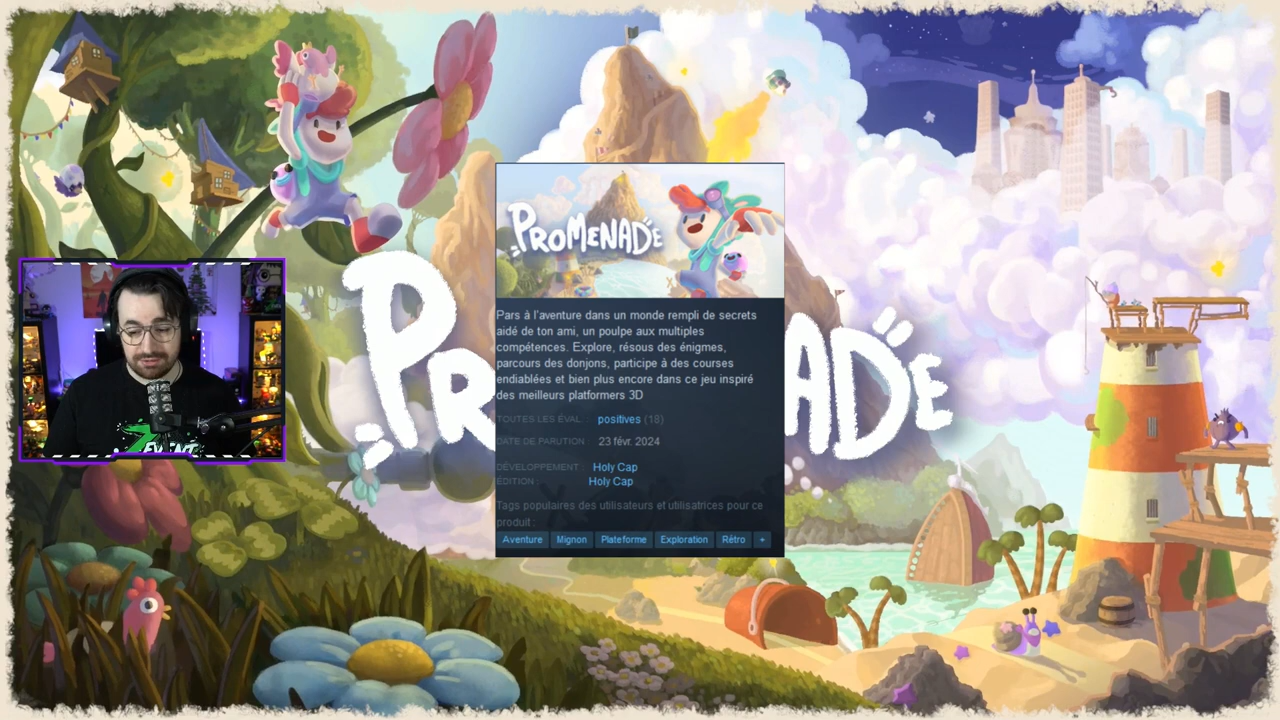 PROMENADE
PROMENADE
Pars à l'aventure dans un monde rempli de secrets
aidé de ton ami, un poulpe aux multiples
compétences. Explore, résous des énigmes,
parcours des donjons, participe à des courses
endiablées et bien plus encore dans ce jeu inspiré
des meilleurs platformers 3D
TOUTES LES ÉVAL. : positives (18)
DATE DE PARUTION : 23 févr. 2024
DÉVELOPPEMENT : Holy Cap
ÉDITION : Holy Cap
Tags populaires des utilisateurs et utilisatrices pour ce
produit :
Aventure Mignon Plateforme Exploration Rétro +
ZEVENT